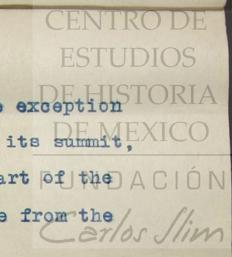 CENTRO DE
ESTUDIOS
DE HISTORIA
e exception
DE MEXICO
its summit,
FUNDACIÓN
art of the
Carlos Slim
e from the